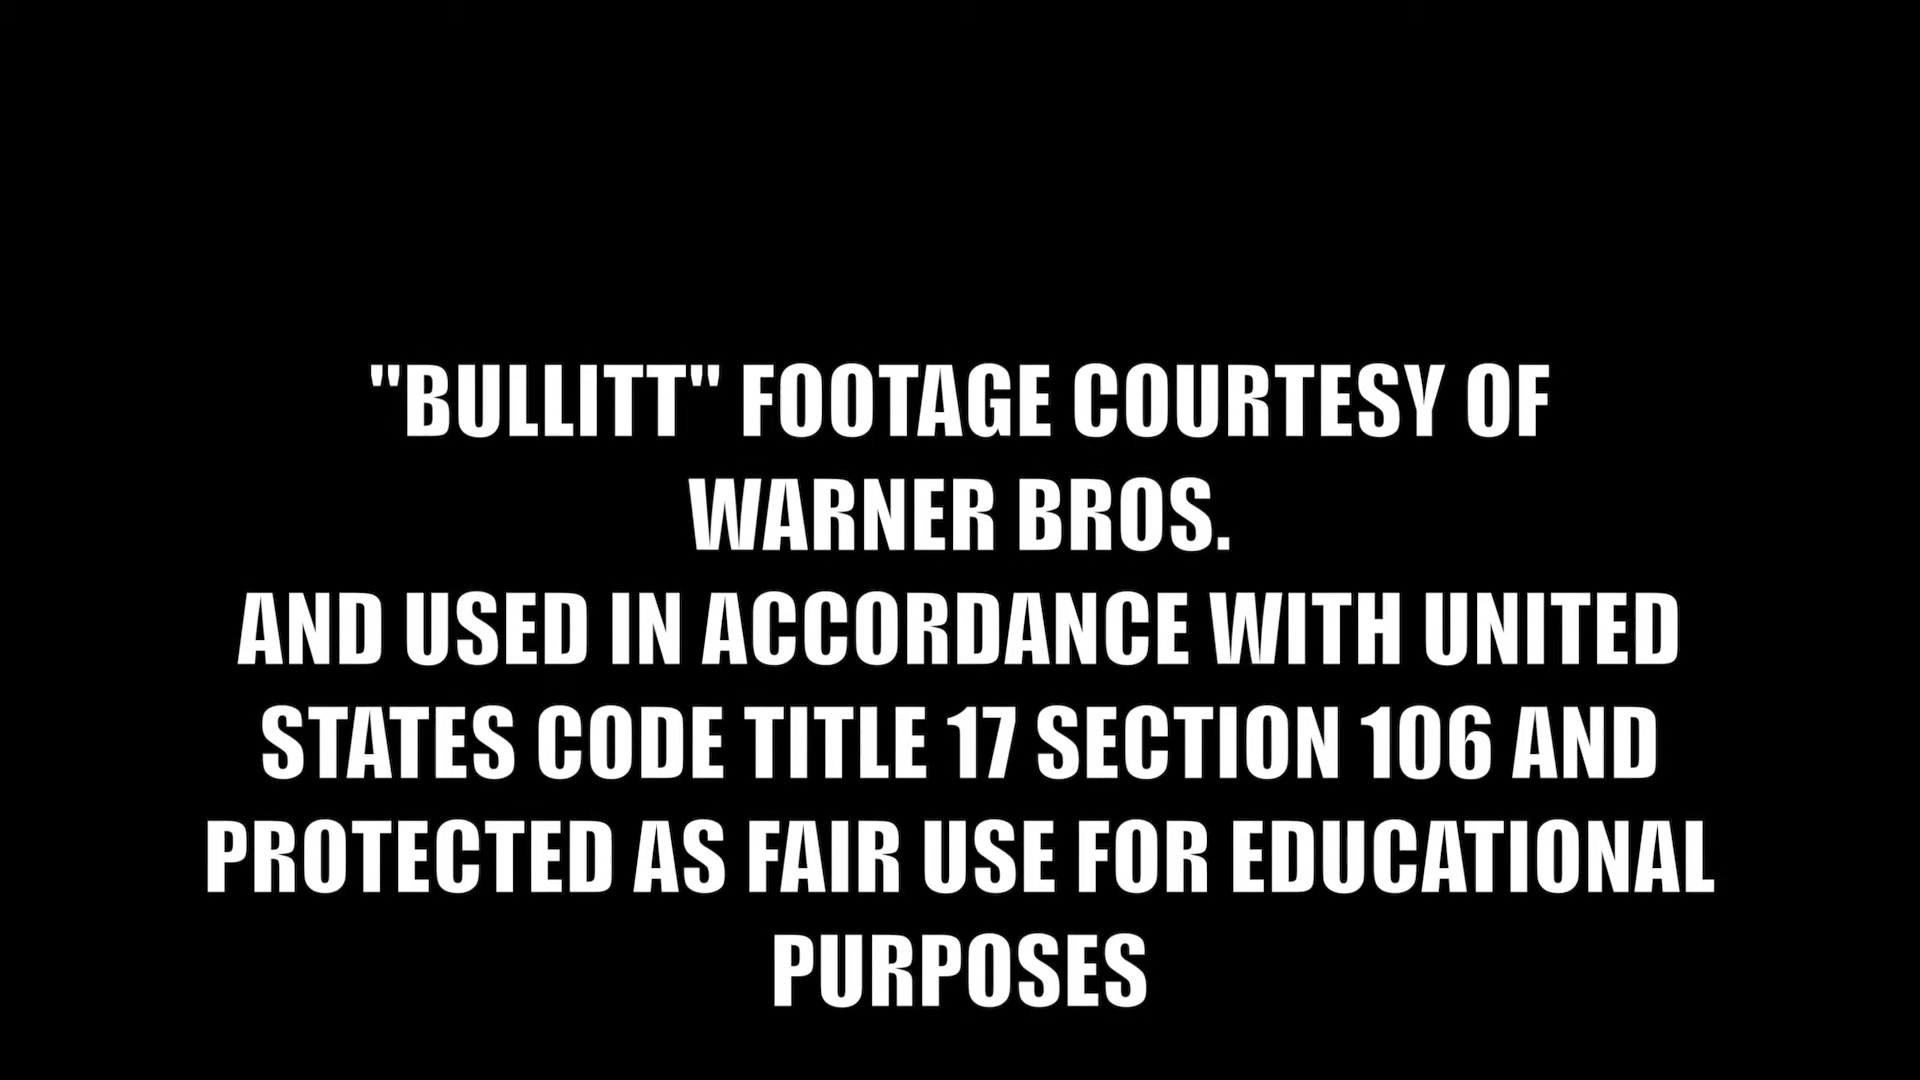 "BULLITT" FOOTAGE COURTESY OF
WARNER BROS.
AND USED IN ACCORDANCE WITH UNITED
STATES CODE TITLE 17 SECTION 106 AND
PROTECTED AS FAIR USE FOR EDUCATIONAL
PURPOSES